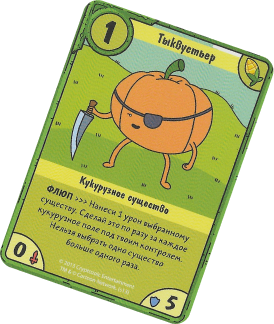 1
Тыквустьер
Кукурузное существо
ФЛЮП >>> Нанеси 1 урон выбранному
существу. Сделай это по разу за каждое
кукурузное поле под твоим контролем.
Нельзя выбрать одно существо
больше одного раза.
0
5